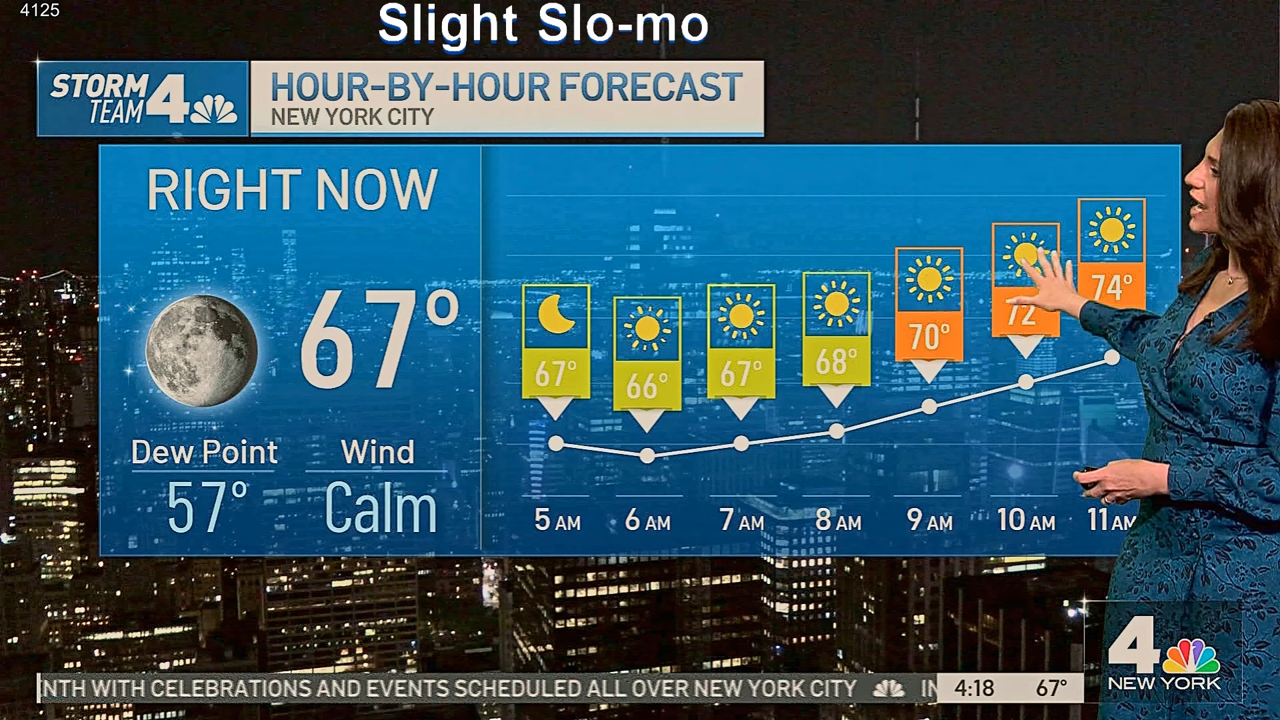 4125
Slight Slo-mo
STORM
TEAM 4
HOUR-BY-HOUR FORECAST
NEW YORK CITY
RIGHT NOW
67°
Dew Point
57°
Wind
Calm
67° 66° 67° 68° 70° 72° 74°
5 AM 6 AM 7 AM 8 AM 9 AM 10 AM 11 AM
4
NEW YORK
NTH WITH CELEBRATIONS AND EVENTS SCHEDULED ALL OVER NEW YORK CITY IN 4:18 67°